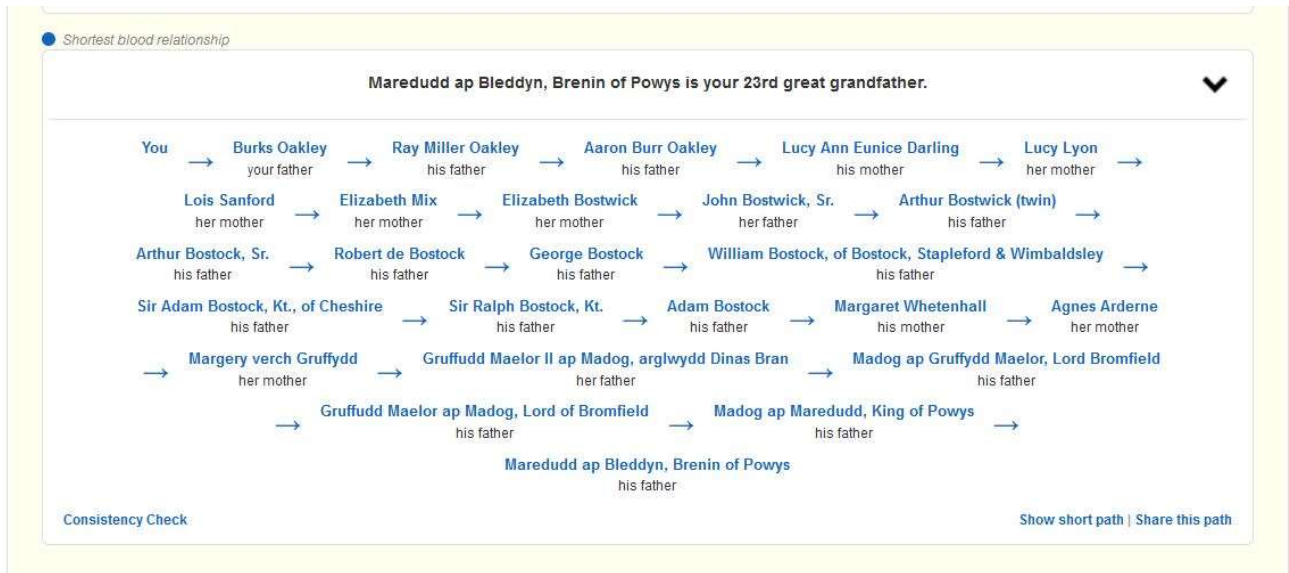 Shortest blood relationship
Maredudd ap Bleddyn, Brenin of Powys is your 23rd great grandfather.
You → Burks Oakley → Ray Miller Oakley → Aaron Burr Oakley → Lucy Ann Eunice Darling → Lucy Lyon →
your father his father his father his mother her mother
Lois Sanford → Elizabeth Mix → Elizabeth Bostwick → John Bostwick, Sr. → Arthur Bostwick (twin) →
her mother her mother her mother her father his father
Arthur Bostock, Sr. → Robert de Bostock → George Bostock → William Bostock, of Bostock, Stapleford & Wimbaldsley →
his father his father his father his father
Sir Adam Bostock, Kt., of Cheshire → Sir Ralph Bostock, Kt. → Adam Bostock → Margaret Whetenhall → Agnes Arderne
his father his father his father his mother her mother
→ Margery verch Gruffydd → Gruffudd Maelor II ap Madog, arglwydd Dinas Bran → Madog ap Gruffydd Maelor, Lord Bromfield
her mother her father his father
→ Gruffudd Maelor ap Madog, Lord of Bromfield → Madog ap Maredudd, King of Powys →
his father his father
Maredudd ap Bleddyn, Brenin of Powys
his father
Consistency Check Show short path | Share this path